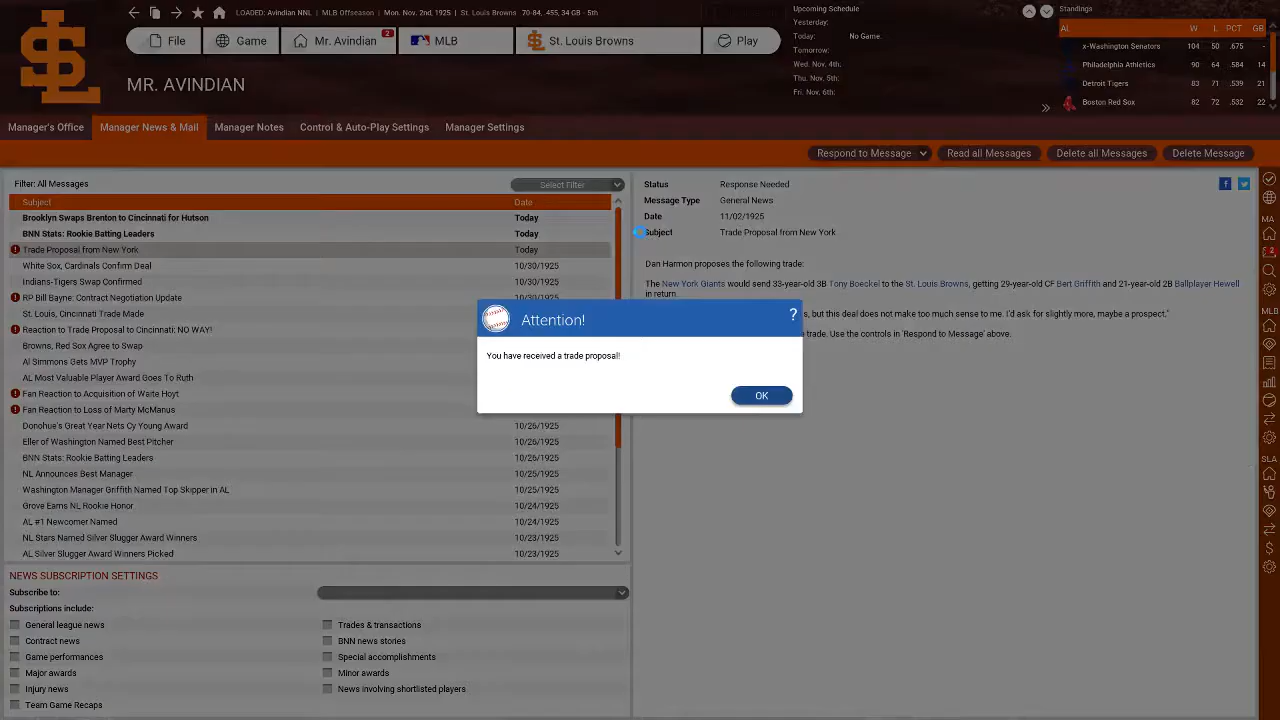 LOADED: Avindian NNL | MLB Offseason | Mon. Nov. 2nd, 1925 | St. Louis Browns 70-84, .455, 34 GB - 5th
File
Game
Mr. Avindian
2
MLB
St. Louis Browns
Play
MR. AVINDIAN
Upcoming Schedule
Yesterday:
Today: No Game.
Tomorrow:
Wed. Nov. 4th:
Thu. Nov. 5th:
Fri. Nov. 6th:
Standings
AL W L PCT GB
x-Washington Senators 104 50 .675 -
Philadelphia Athletics 90 64 .584 14
Detroit Tigers 83 71 .539 21
Boston Red Sox 82 72 .532 22
Manager's Office
Manager News & Mail
Manager Notes
Control & Auto-Play Settings
Manager Settings
Respond to Message
Read all Messages
Delete all Messages
Delete Message
Filter: All Messages
Select Filter
Subject Date
Brooklyn Swaps Brenton to Cincinnati for Hutson Today
BNN Stats: Rookie Batting Leaders Today
Trade Proposal from New York Today
White Sox, Cardinals Confirm Deal 10/30/1925
Indians-Tigers Swap Confirmed 10/30/1925
RP Bill Bayne: Contract Negotiation Update 10/30/1925
St. Louis, Cincinnati Trade Made
Reaction to Trade Proposal to Cincinnati: NO WAY!
Browns, Red Sox Agree to Swap
Al Simmons Gets MVP Trophy
AL Most Valuable Player Award Goes To Ruth
Fan Reaction to Acquisition of Waite Hoyt
Fan Reaction to Loss of Marty McManus
Donohue's Great Year Nets Cy Young Award 10/26/1925
Eller of Washington Named Best Pitcher 10/26/1925
BNN Stats: Rookie Batting Leaders 10/26/1925
NL Announces Best Manager 10/25/1925
Washington Manager Griffith Named Top Skipper in AL 10/25/1925
Grove Earns NL Rookie Honor 10/24/1925
AL #1 Newcomer Named 10/24/1925
NL Stars Named Silver Slugger Award Winners 10/23/1925
AL Silver Slugger Award Winners Picked 10/23/1925
Status Response Needed
Message Type General News
Date 11/02/1925
Subject Trade Proposal from New York
Dan Harmon proposes the following trade:
The New York Giants would send 33-year-old 3B Tony Boeckel to the St. Louis Browns, getting 29-year-old CF Bert Griffith and 21-year-old 2B Ballplayer Hewell
in return.
s, but this deal does not make too much sense to me. I'd ask for slightly more, maybe a prospect."
trade. Use the controls in 'Respond to Message' above.
Attention!
?
You have received a trade proposal!
OK
NEWS SUBSCRIPTION SETTINGS
Subscribe to:
Subscriptions include:
General league news
Contract news
Game performances
Major awards
Injury news
Team Game Recaps
Trades & transactions
BNN news stories
Special accomplishments
Minor awards
News involving shortlisted players
MA
2
MLB
SLA
$